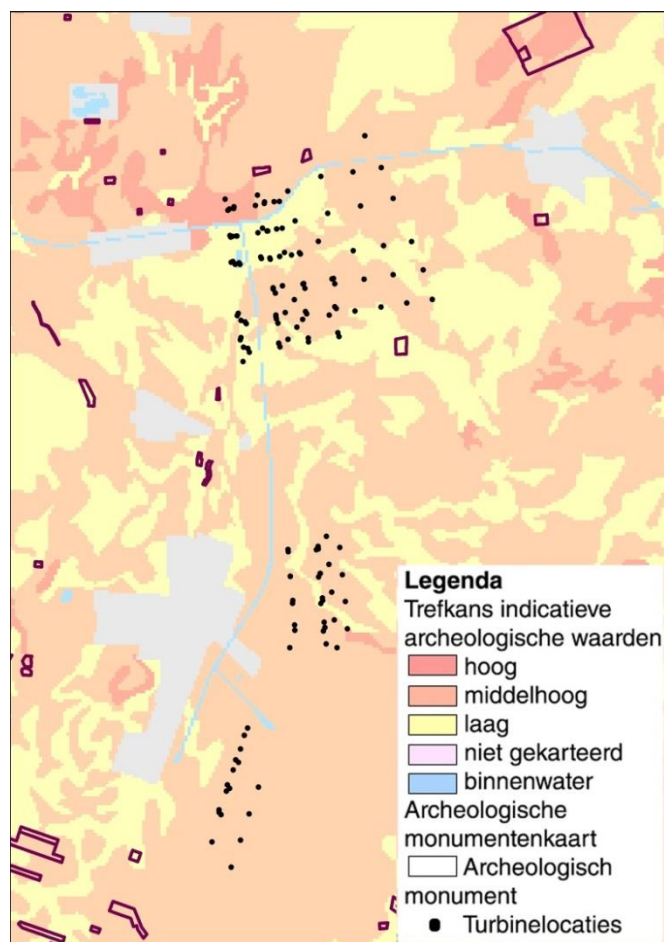 Legenda
Trefkans indicatieve
archeologische waarden
hoog
middelhoog
laag
niet gekarteerd
binnenwater
Archeologische
monumentenkaart
Archeologisch
monument
Turbinelocaties